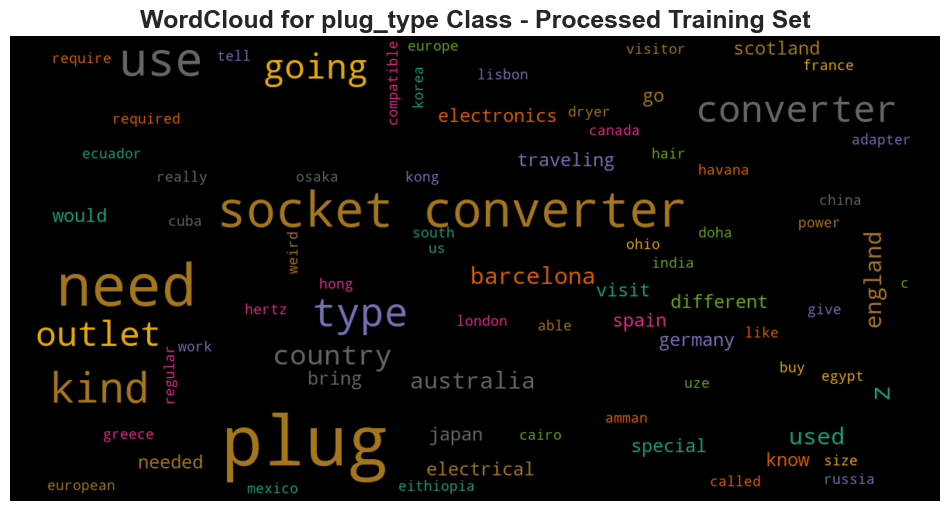 WordCloud for plug_type Class - Processed Training Set
require
use
tell
going
compatible
europe
korea
lisbon
visitor
scotland
france
required
electronics
dryer
go
converter
canada
adapter
ecuador
traveling
hair
havana
really
osaka
kong
china
would
cuba
socket converter
power
weird
south
us
ohio
doha
england
need
hong
barcelona
india
visit
different
c
hertz
type
london
able
spain
give
outlet
work
country
germany
like
regular
kind
bring
australia
uze
buy
egypt
z
amman
greece
plug
japan
cairo
special
used
needed
electrical
know
size
european
mexico
eithiopia
called
russia